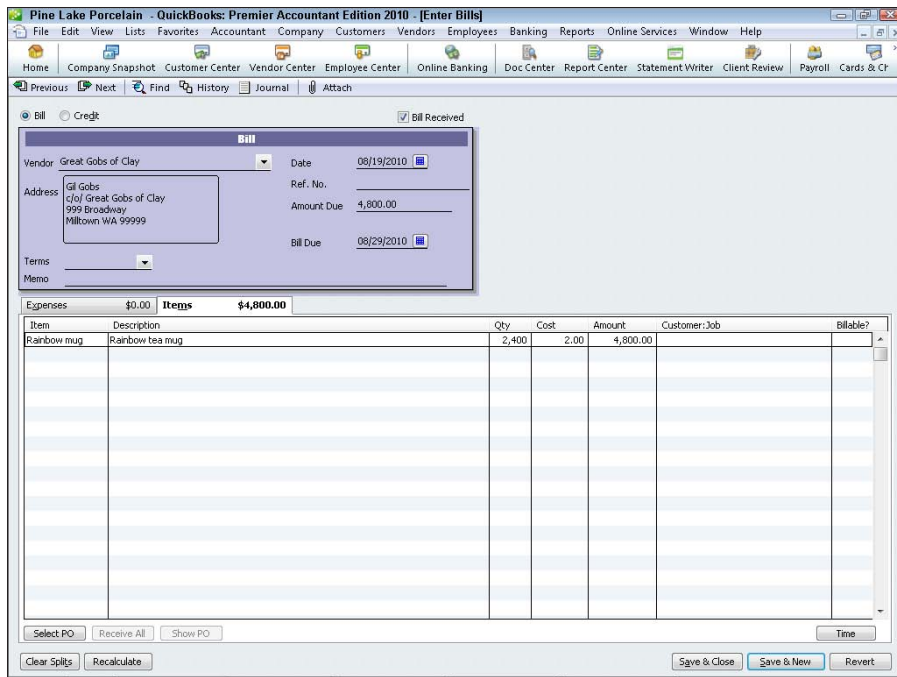 Pine Lake Porcelain - QuickBooks: Premier Accountant Edition 2010 - [Enter Bills]
File Edit View Lists Favorites Accountant Company Customers Vendors Employees Banking Reports Online Services Window Help
Home Company Snapshot Customer Center Vendor Center Employee Center Online Banking Doc Center Report Center Statement Writer Client Review Payroll Cards & Ch
Previous Next Find History Journal Attach
Bill Credit Bill Received
Bill
Vendor Great Gobs of Clay Date 08/19/2010
Ref. No.
Address Gil Gobs
c/o/ Great Gobs of Clay
999 Broadway
Milltown WA 99999
Amount Due 4,800.00
Bill Due 08/29/2010
Terms
Memo
Expenses $0.00 Items $4,800.00
Item Description Qty Cost Amount Customer:Job Billable?
Rainbow mug Rainbow tea mug 2,400 2.00 4,800.00
Select PO Receive All Show PO Time
Clear Splits Recalculate Save & Close Save & New Revert